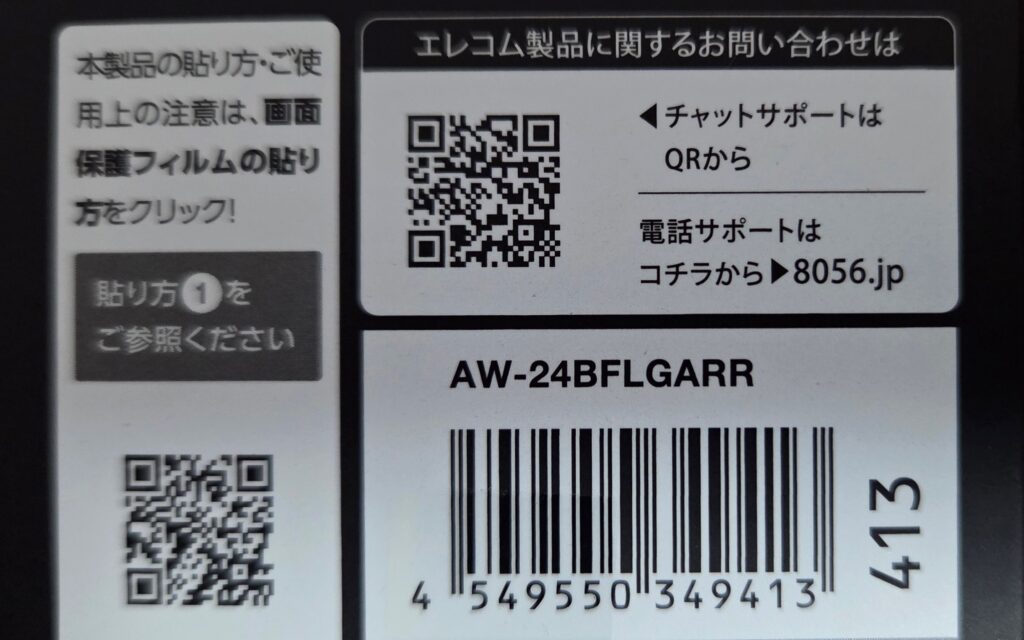 本製品の貼り方・ご使
用上の注意は、画面
保護フィルムの貼り
方をクリック!
貼り方1を
ご参照ください
エレコム製品に関するお問い合わせは
◀チャットサポートは
QRから
電話サポートは
コチラから▶8056.jp
AW-24BFLGARR
4 549550 349413
413